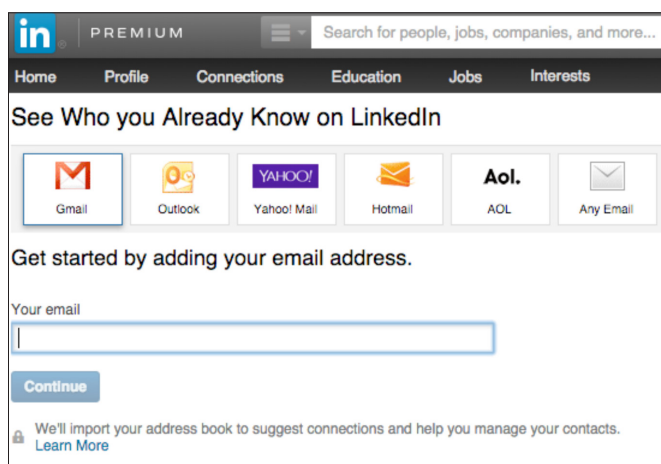 in® PREMIUM Search for people, jobs, companies, and more...
Home Profile Connections Education Jobs Interests
See Who you Already Know on LinkedIn
YAHOO! Aol.
Gmail Outlook Yahoo! Mail Hotmail AOL Any Email
Get started by adding your email address.
Your email
Continue
We'll import your address book to suggest connections and help you manage your contacts.
Learn More